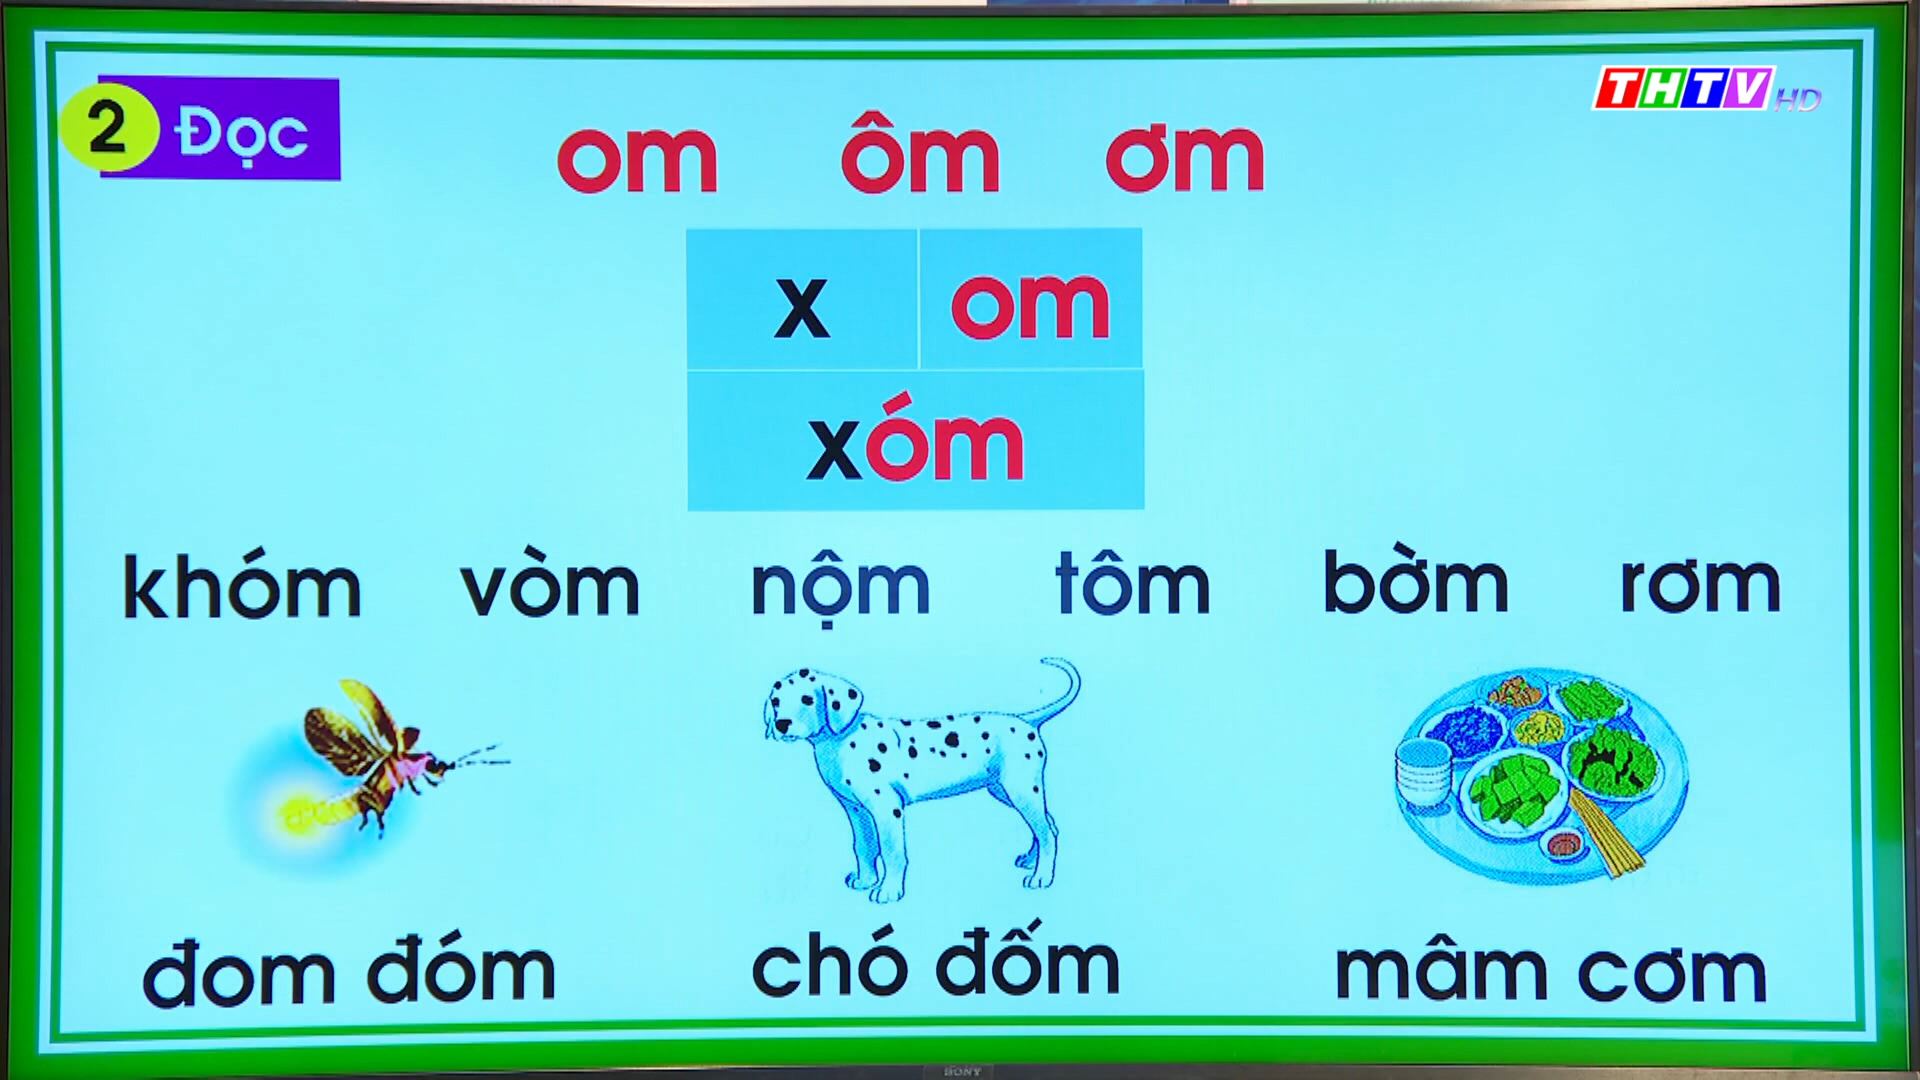 2 Đọc
THTV HD
om ôm ơm
x om
xóm
khóm vòm nộm tôm bờm rơm
đom đóm chó đốm mâm cơm
SONY